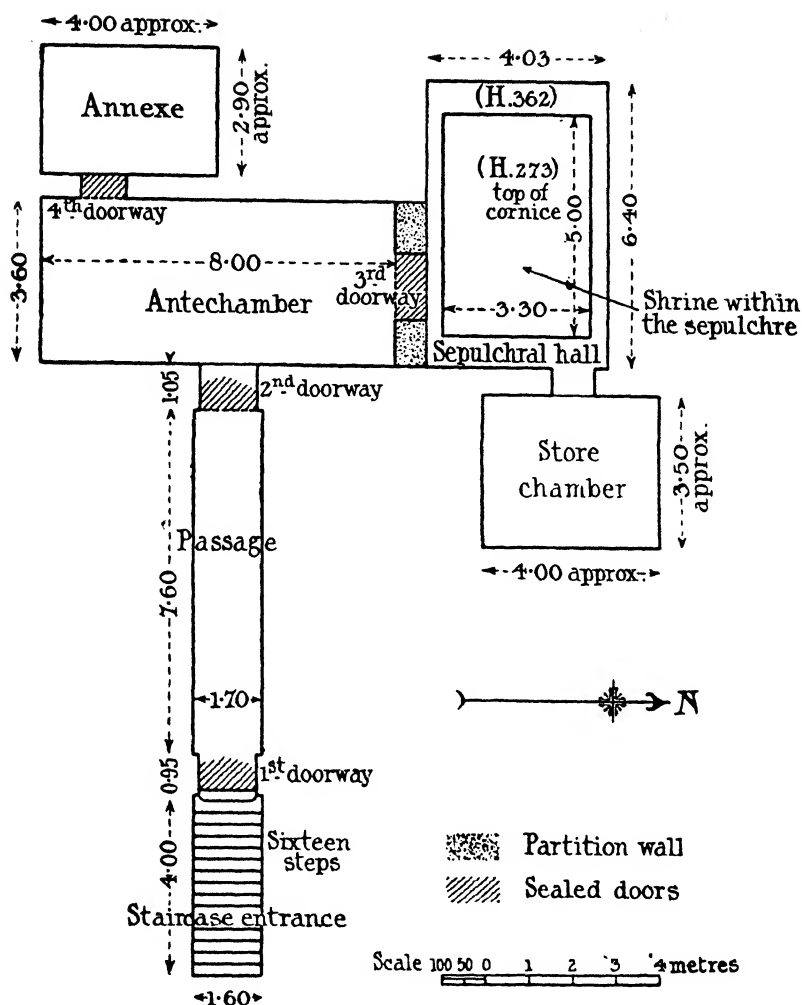 4·00 approx.
Annexe
2·90 approx.
4·03
(H.362)
(H.273)
top of
cornice
5·00
6·40
4th doorway
3·60
8·00
3rd
doorway
Antechamber
3·30
Shrine within
the sepulchre
Sepulchral hall
1·05
2nd doorway
Store
chamber
3·50 approx.
Passage
4·00 approx.
7·60
1·70
N
0·95
1st doorway
4·00
Sixteen
steps
Partition wall
Sealed doors
Staircase entrance
Scale 100 50 0 1 2 3 4 metres
1·60